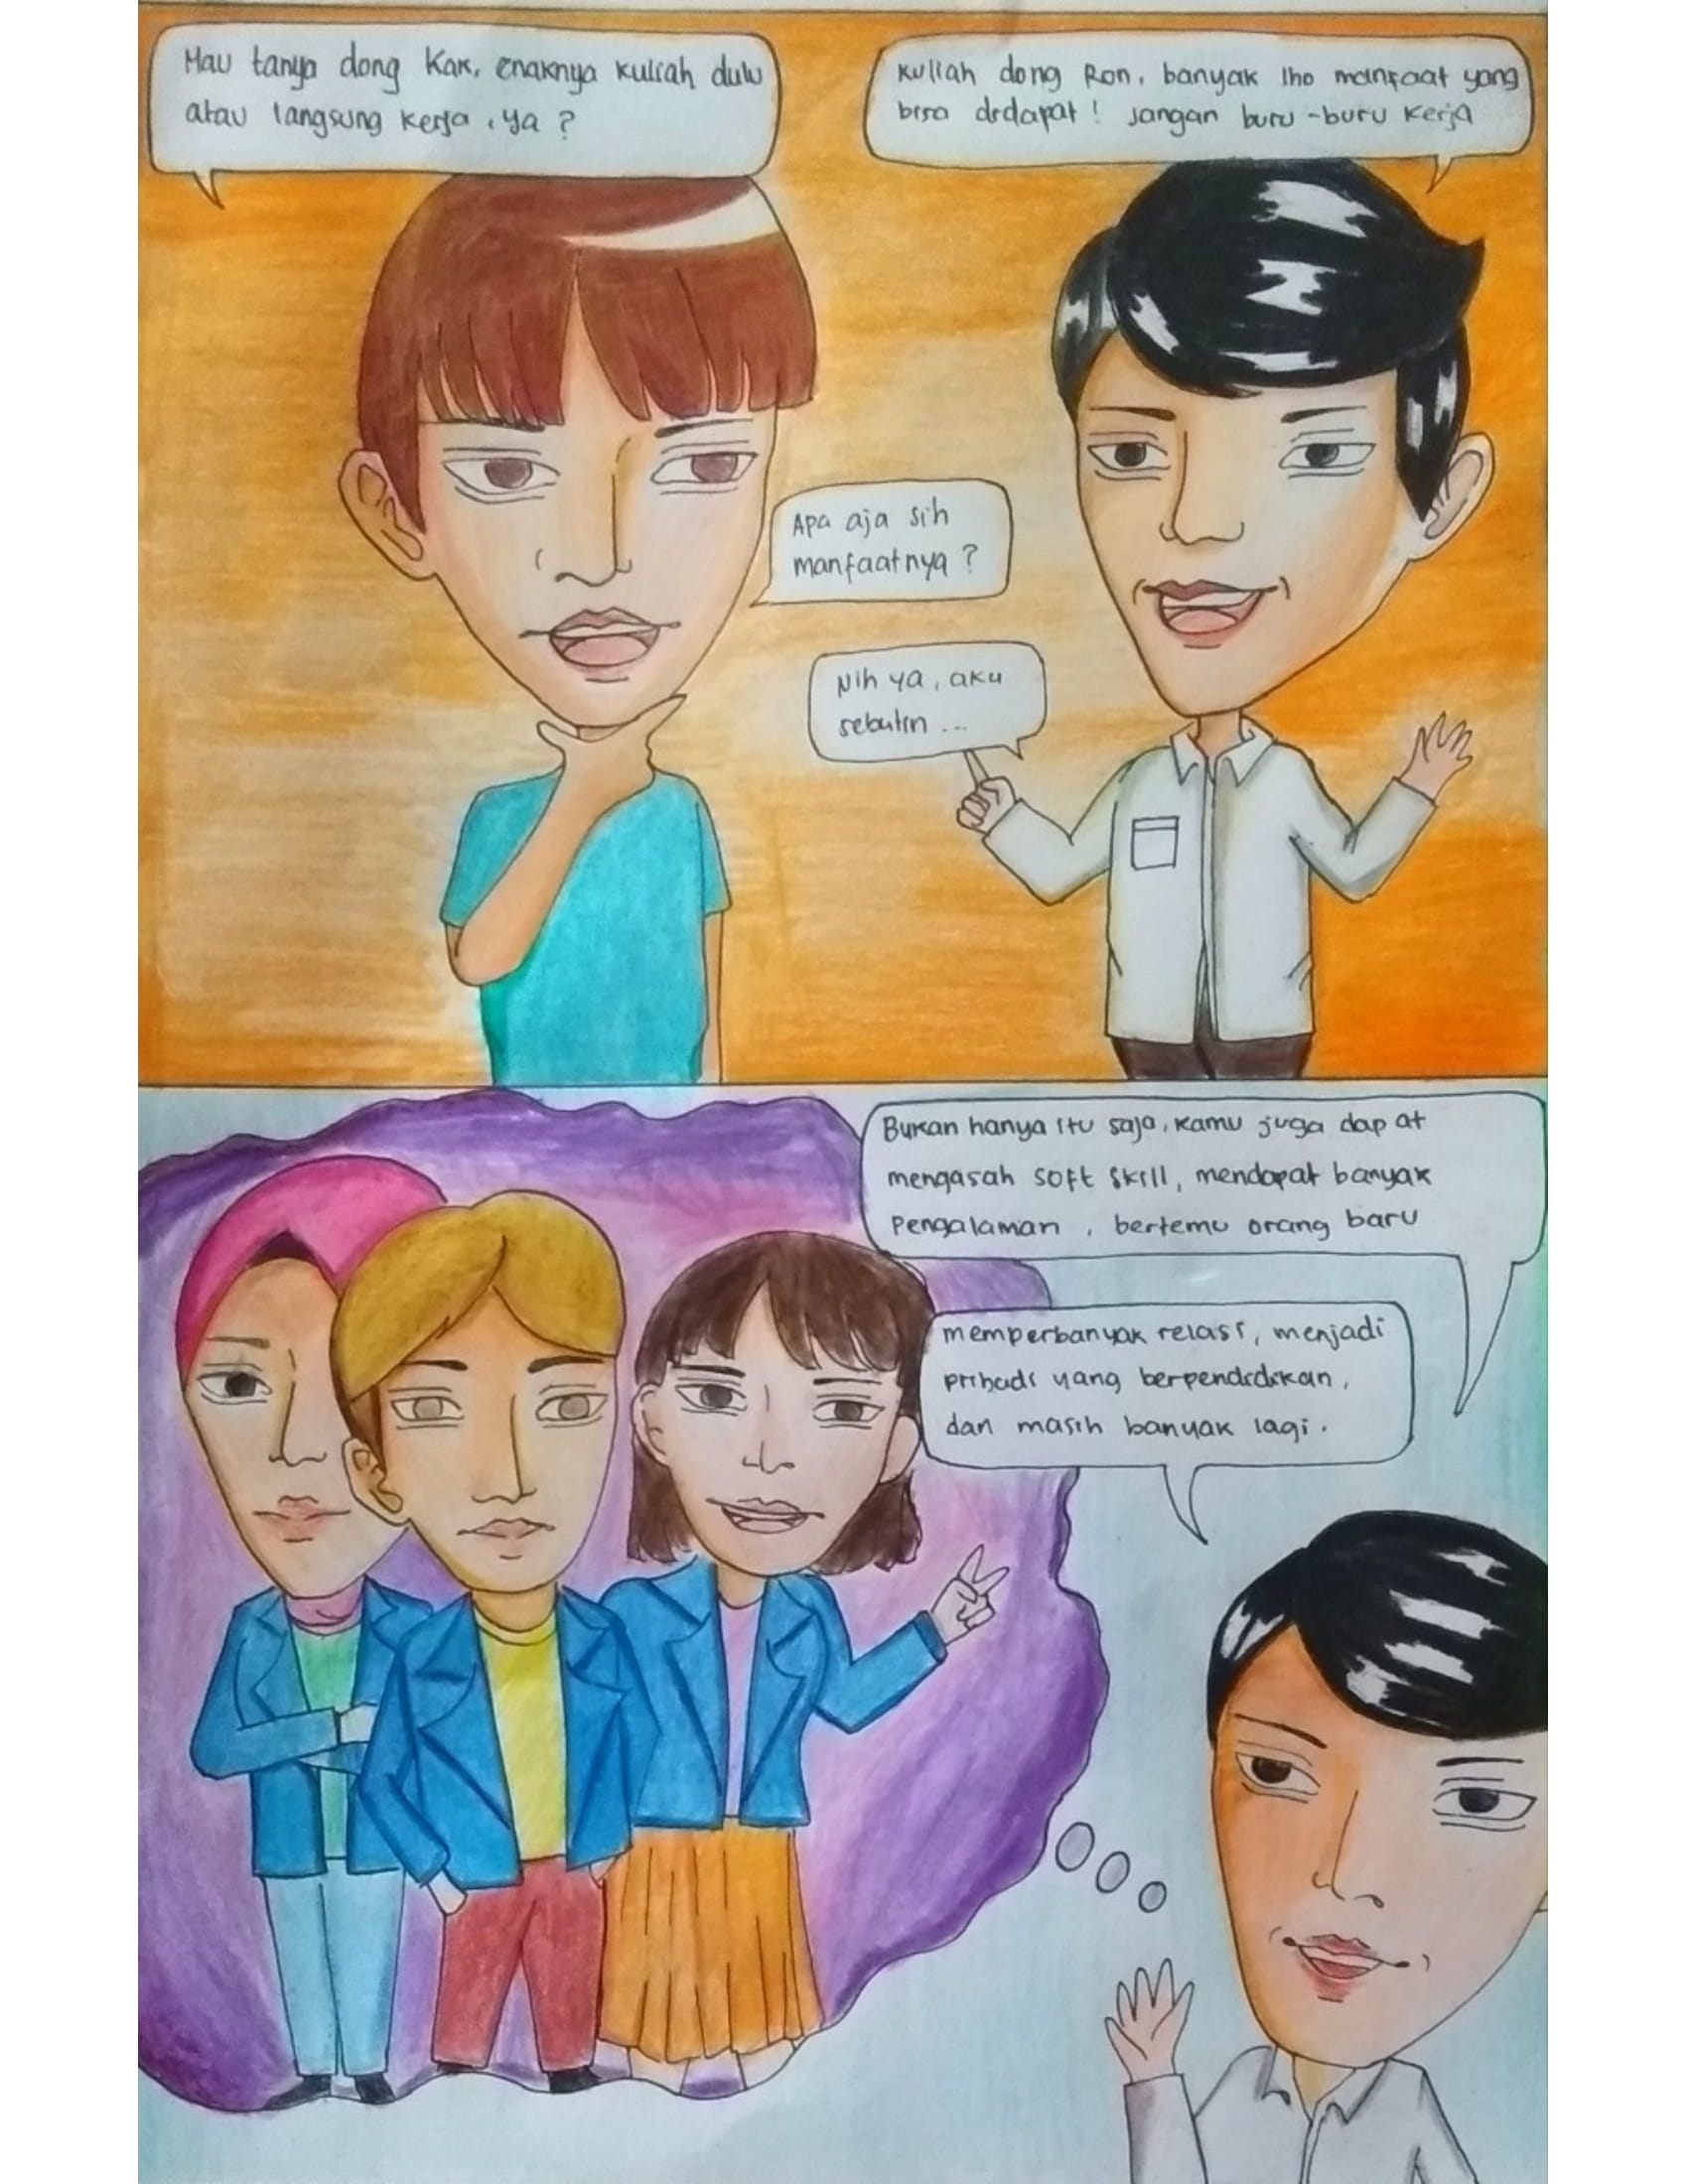 Mau tanya dong Kak, enaknya kuliah dulu
atau langsung kerja, ya ?
Kuliah dong Ron, banyak lho manfaat yang
bisa didapat ! Jangan buru-buru kerja
Apa aja sih
manfaatnya ?
Nih ya, aku
sebutin ...
Bukan hanya itu saja, kamu juga dapat
mengasah soft skill, mendapat banyak
Pengalaman , bertemu orang baru
memperbanyak relasi, menjadi
pribadi yang berpendidikan,
dan masih banyak lagi.